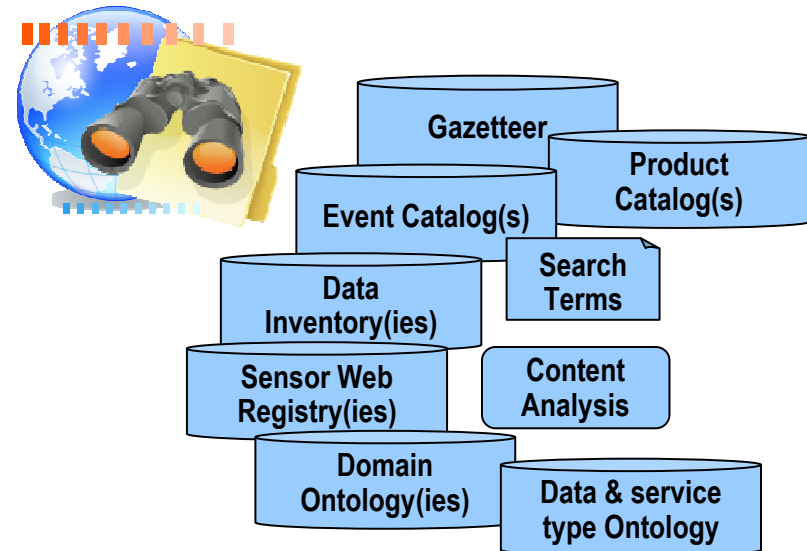 Gazetteer
Product
Catalog(s)
Event Catalog(s)
Search
Terms
Data
Inventory(ies)
Sensor Web
Registry(ies)
Content
Analysis
Domain
Ontology(ies)
Data & service
type Ontology